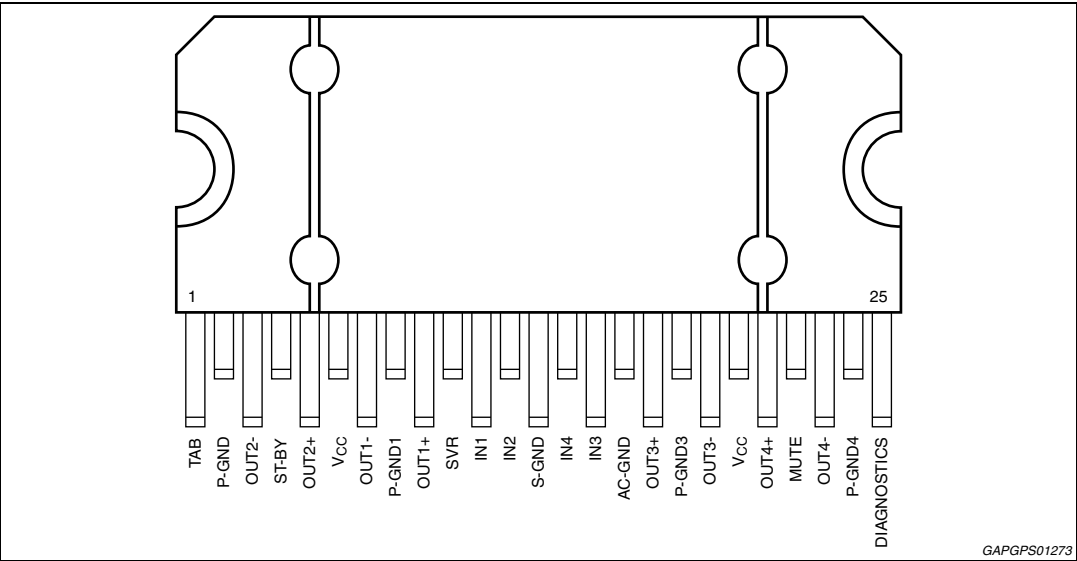 1
25
TAB
P-GND
OUT2-
ST-BY
OUT2+
VCC
OUT1-
P-GND1
OUT1+
SVR
IN1
IN2
S-GND
IN4
IN3
AC-GND
OUT3+
P-GND3
OUT3-
VCC
OUT4+
MUTE
OUT4-
P-GND4
DIAGNOSTICS
GAPGPS01273